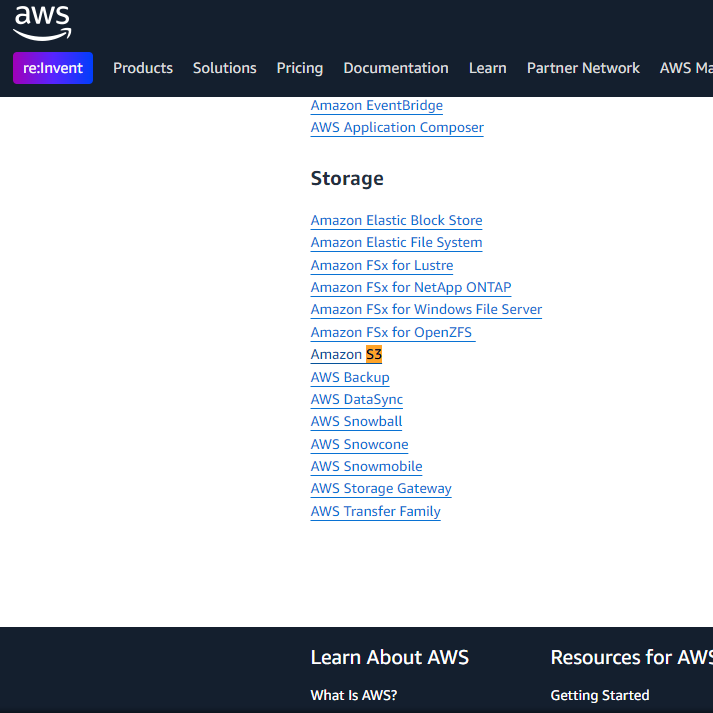 aws
re:Invent Products Solutions Pricing Documentation Learn Partner Network AWS Ma
Amazon EventBridge
AWS Application Composer
Storage
Amazon Elastic Block Store
Amazon Elastic File System
Amazon FSx for Lustre
Amazon FSx for NetApp ONTAP
Amazon FSx for Windows File Server
Amazon FSx for OpenZFS
Amazon S3
AWS Backup
AWS DataSync
AWS Snowball
AWS Snowcone
AWS Snowmobile
AWS Storage Gateway
AWS Transfer Family
Learn About AWS Resources for AWS
What Is AWS? Getting Started